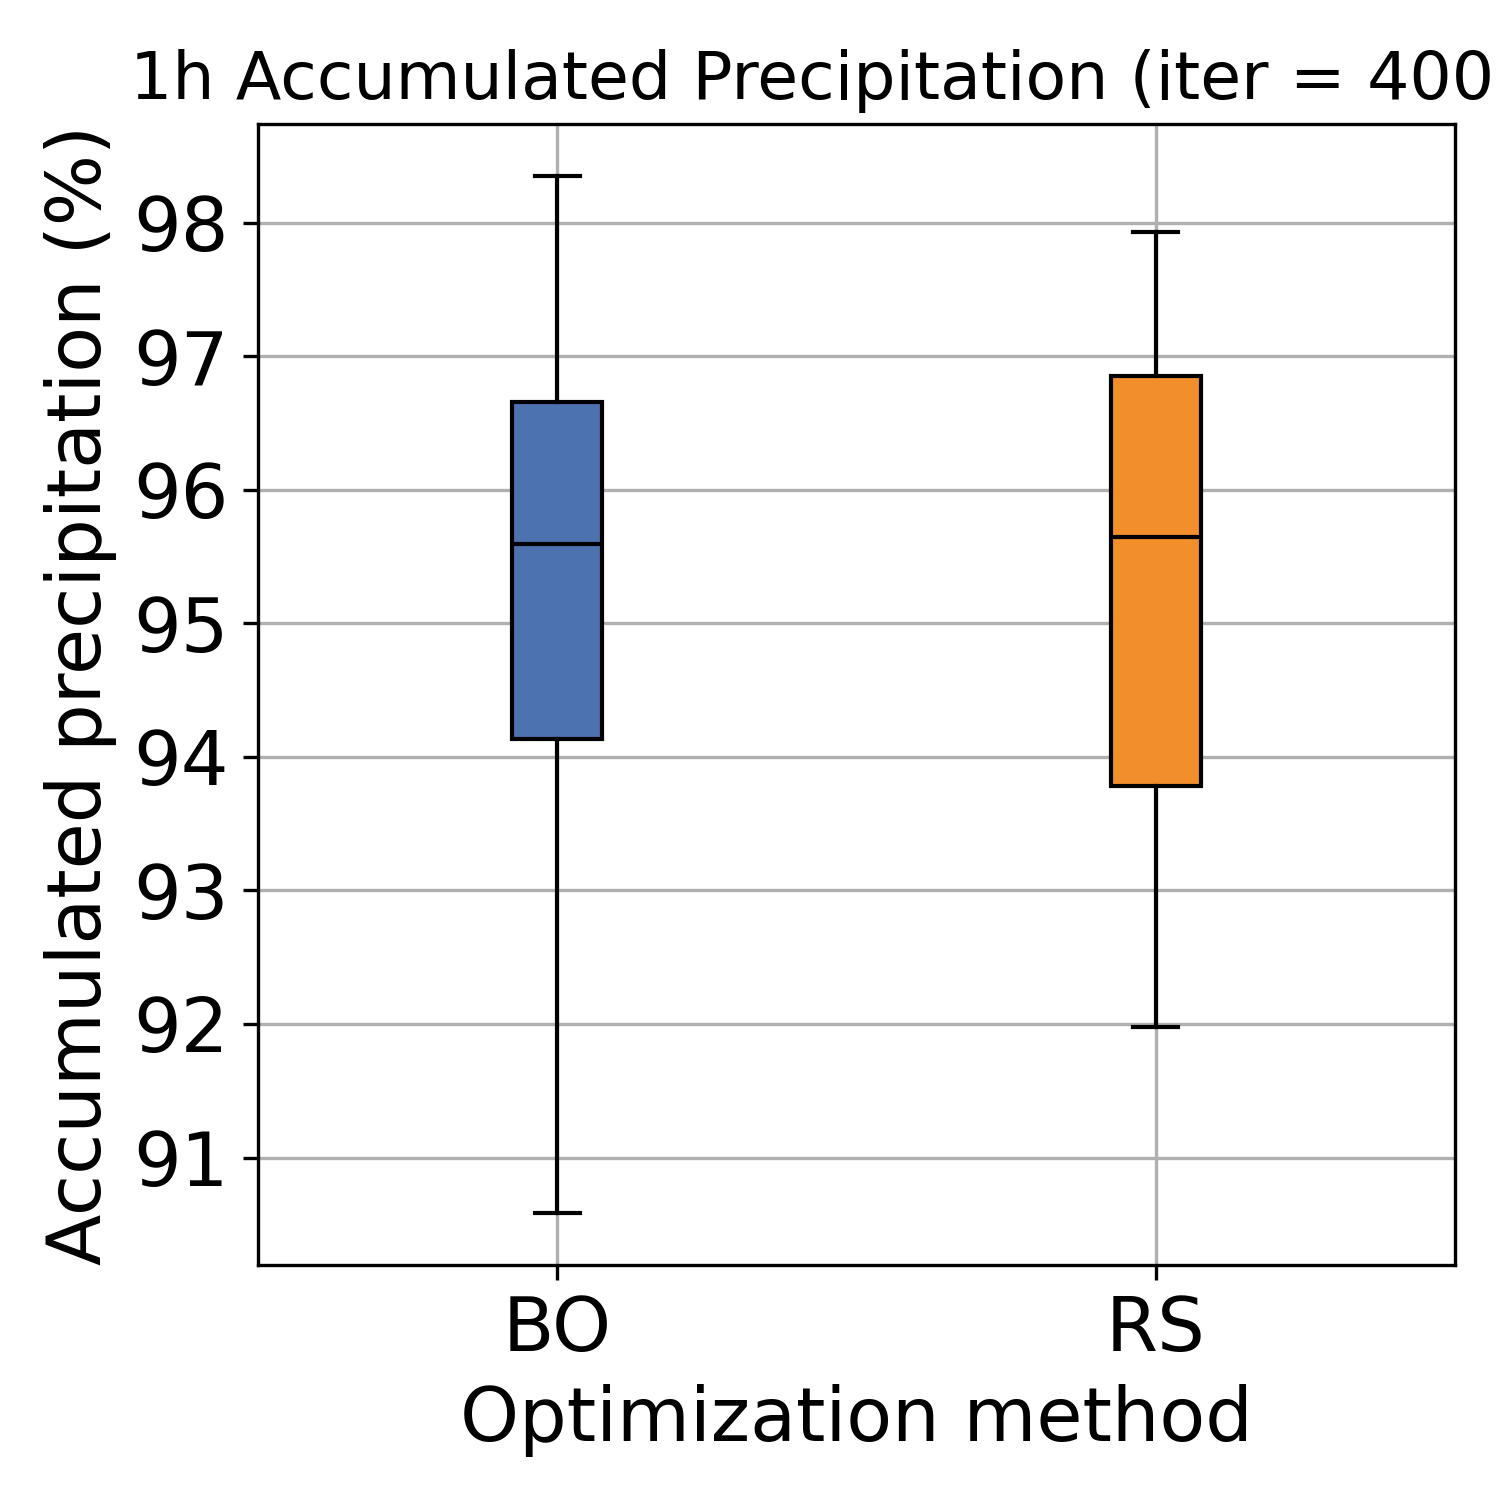 1h Accumulated Precipitation (iter = 400
Accumulated precipitation (%)
98
97
96
95
94
93
92
91
BO RS
Optimization method